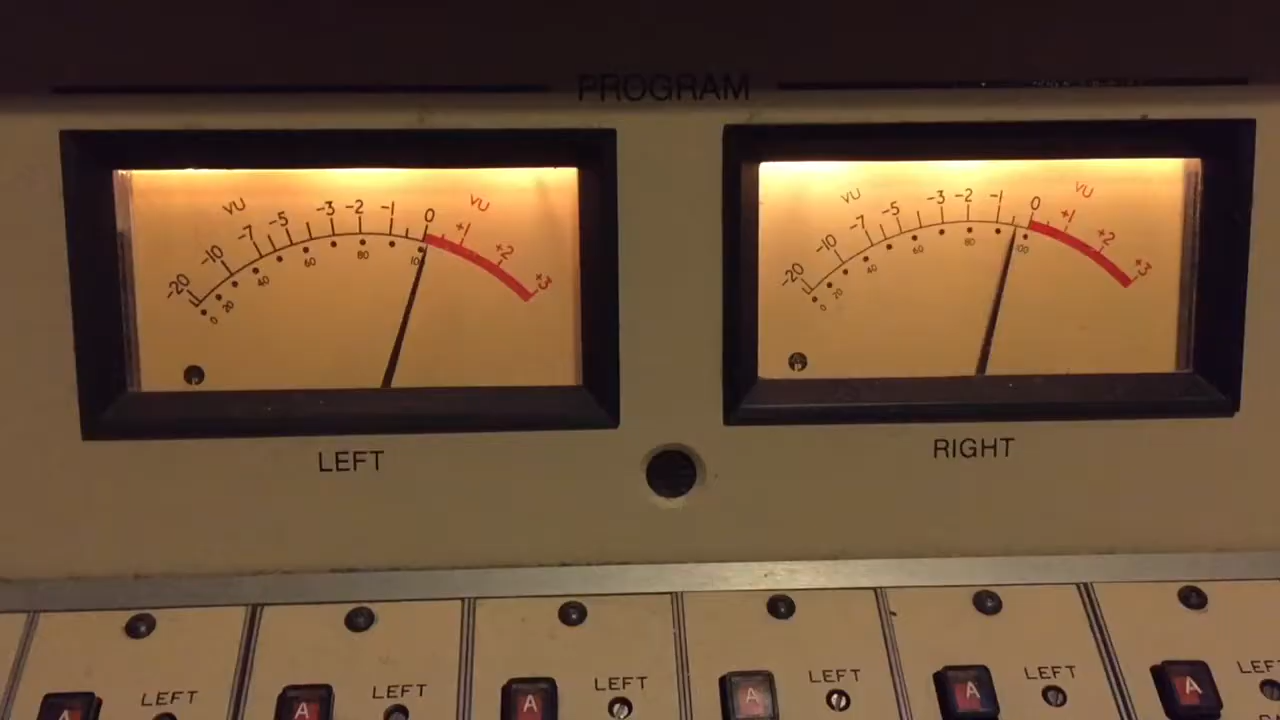 PROGRAM
VU -20 -10 -7 -5 -3 -2 -1 0 +1 +2 +3 VU
0 20 40 60 80 100
VU -20 -10 -7 -5 -3 -2 -1 0 +1 +2 +3 VU
0 20 40 60 80 100
LEFT
RIGHT
A LEFT
A LEFT
A LEFT
A LEFT
A LEFT
A LEF